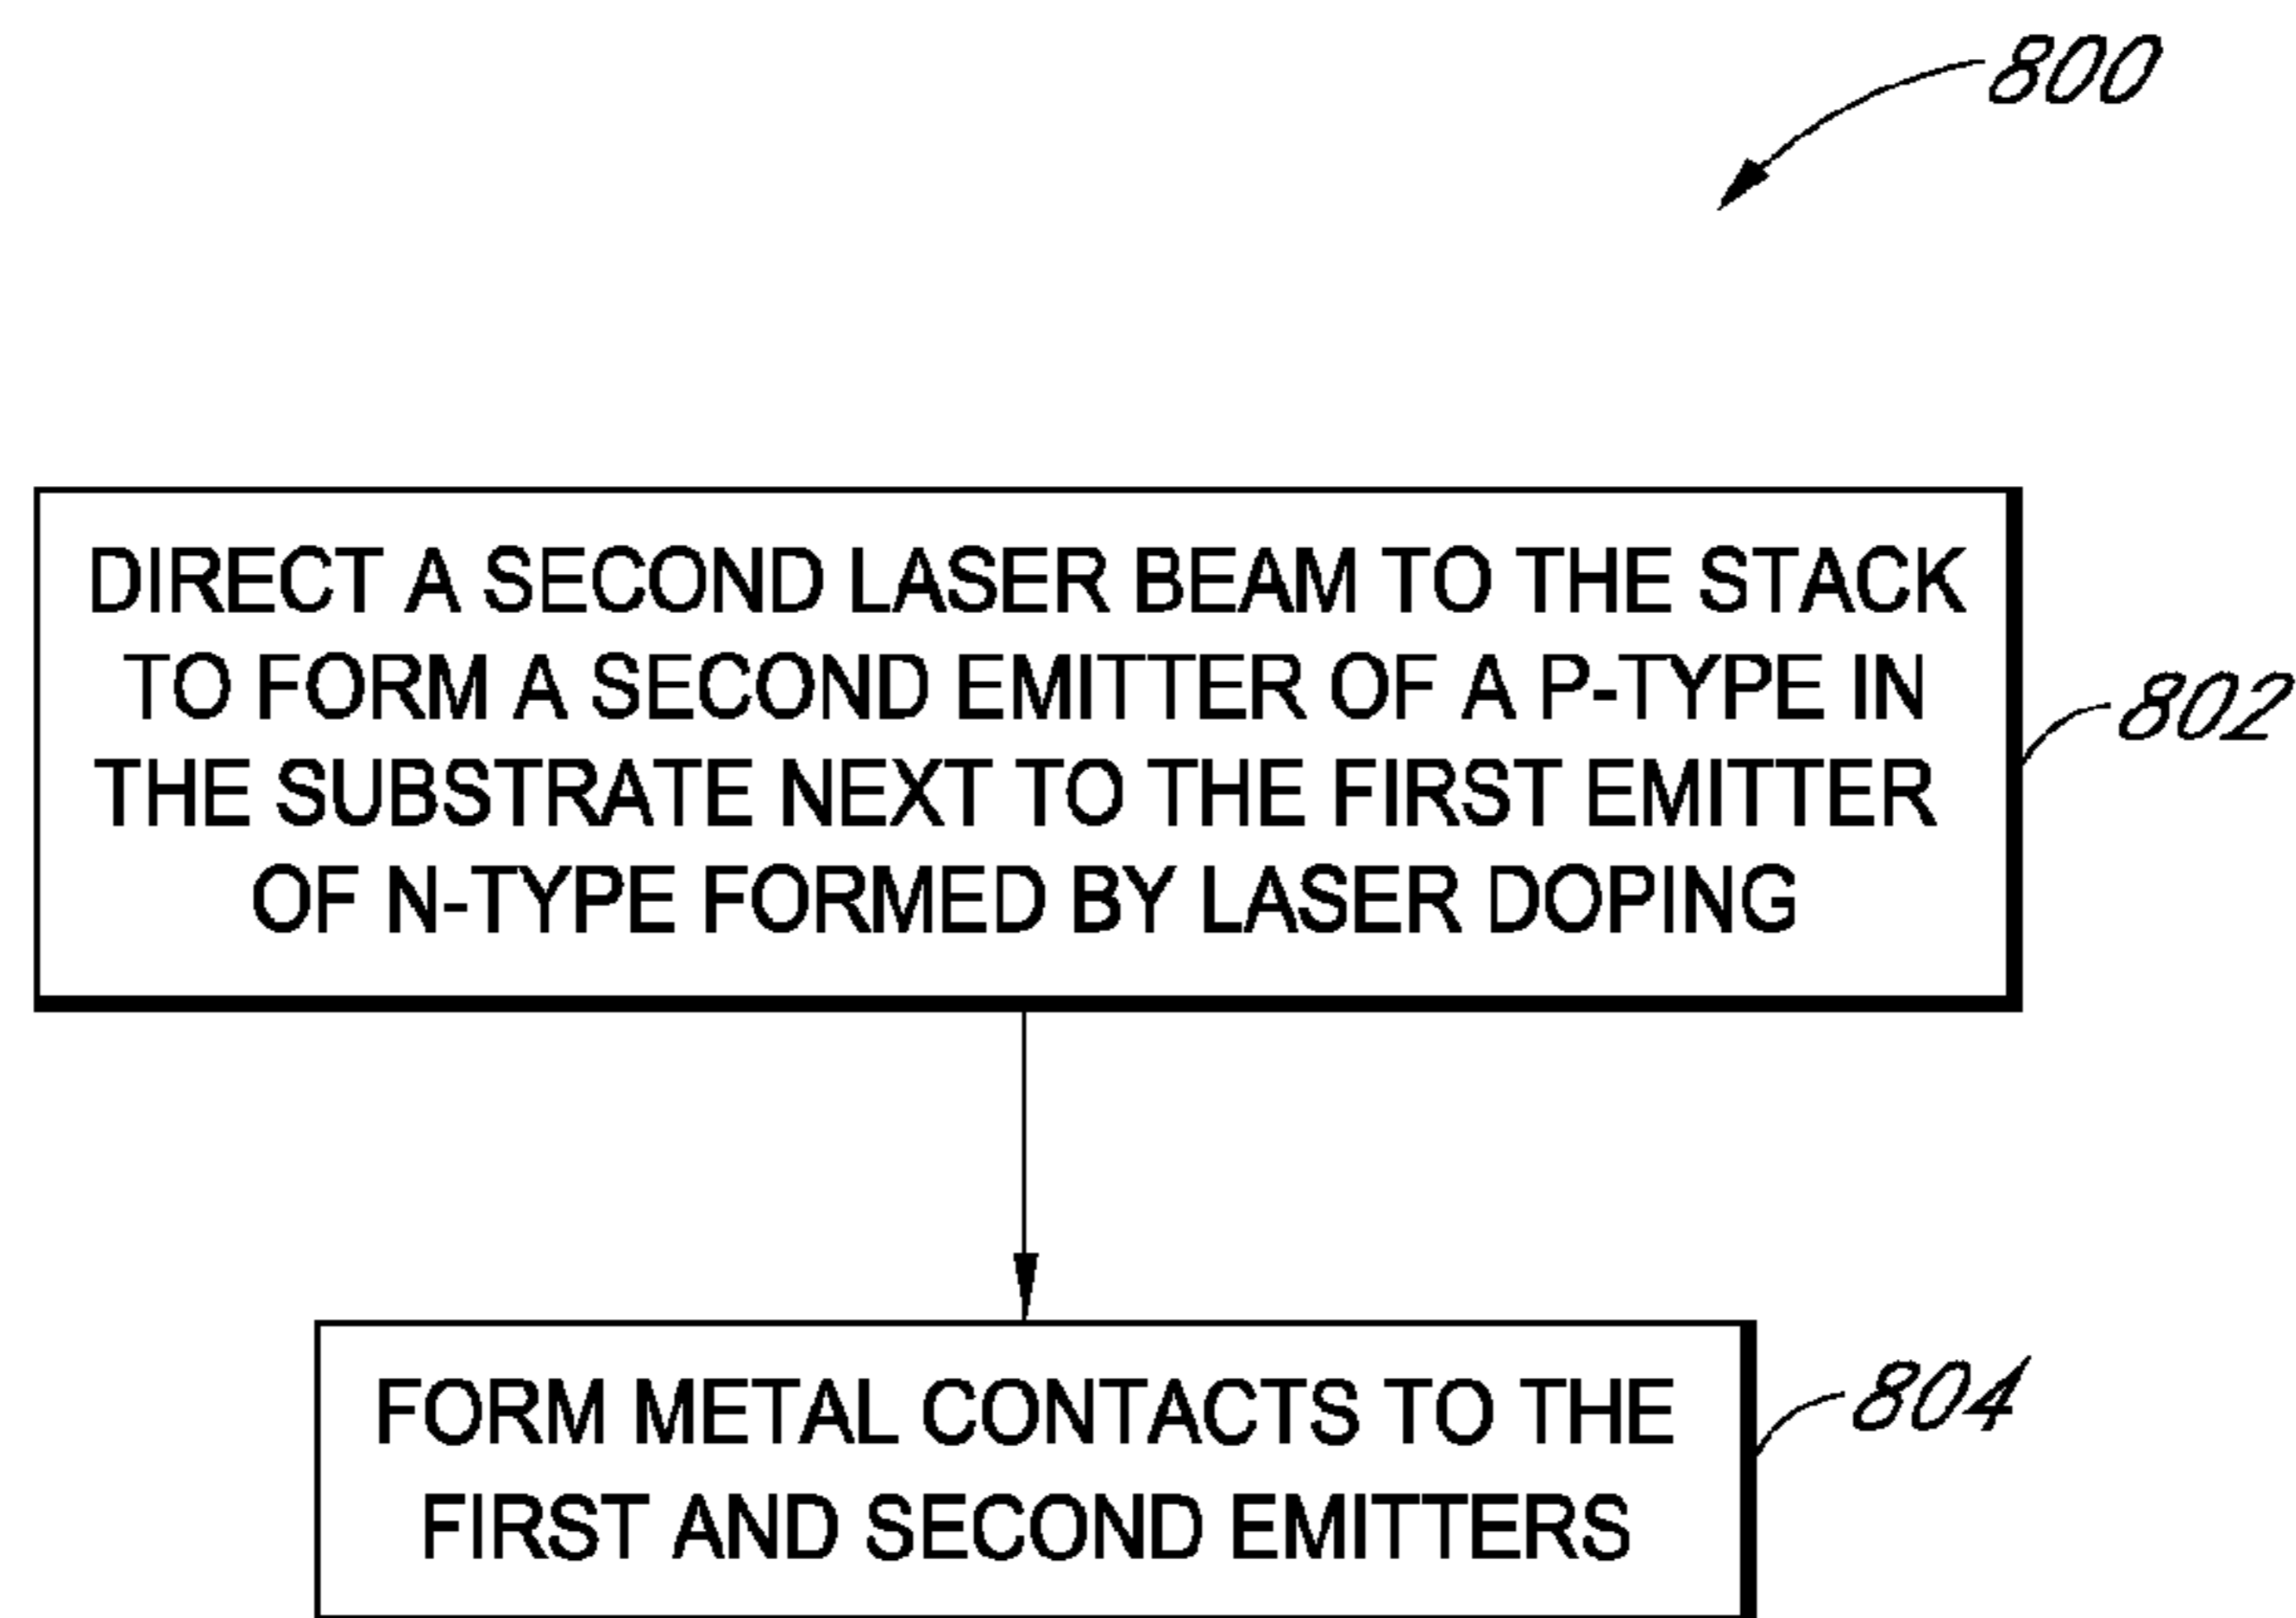 800
DIRECT A SECOND LASER BEAM TO THE STACK
TO FORM A SECOND EMITTER OF A P-TYPE IN
THE SUBSTRATE NEXT TO THE FIRST EMITTER
OF N-TYPE FORMED BY LASER DOPING
802
FORM METAL CONTACTS TO THE
FIRST AND SECOND EMITTERS
804